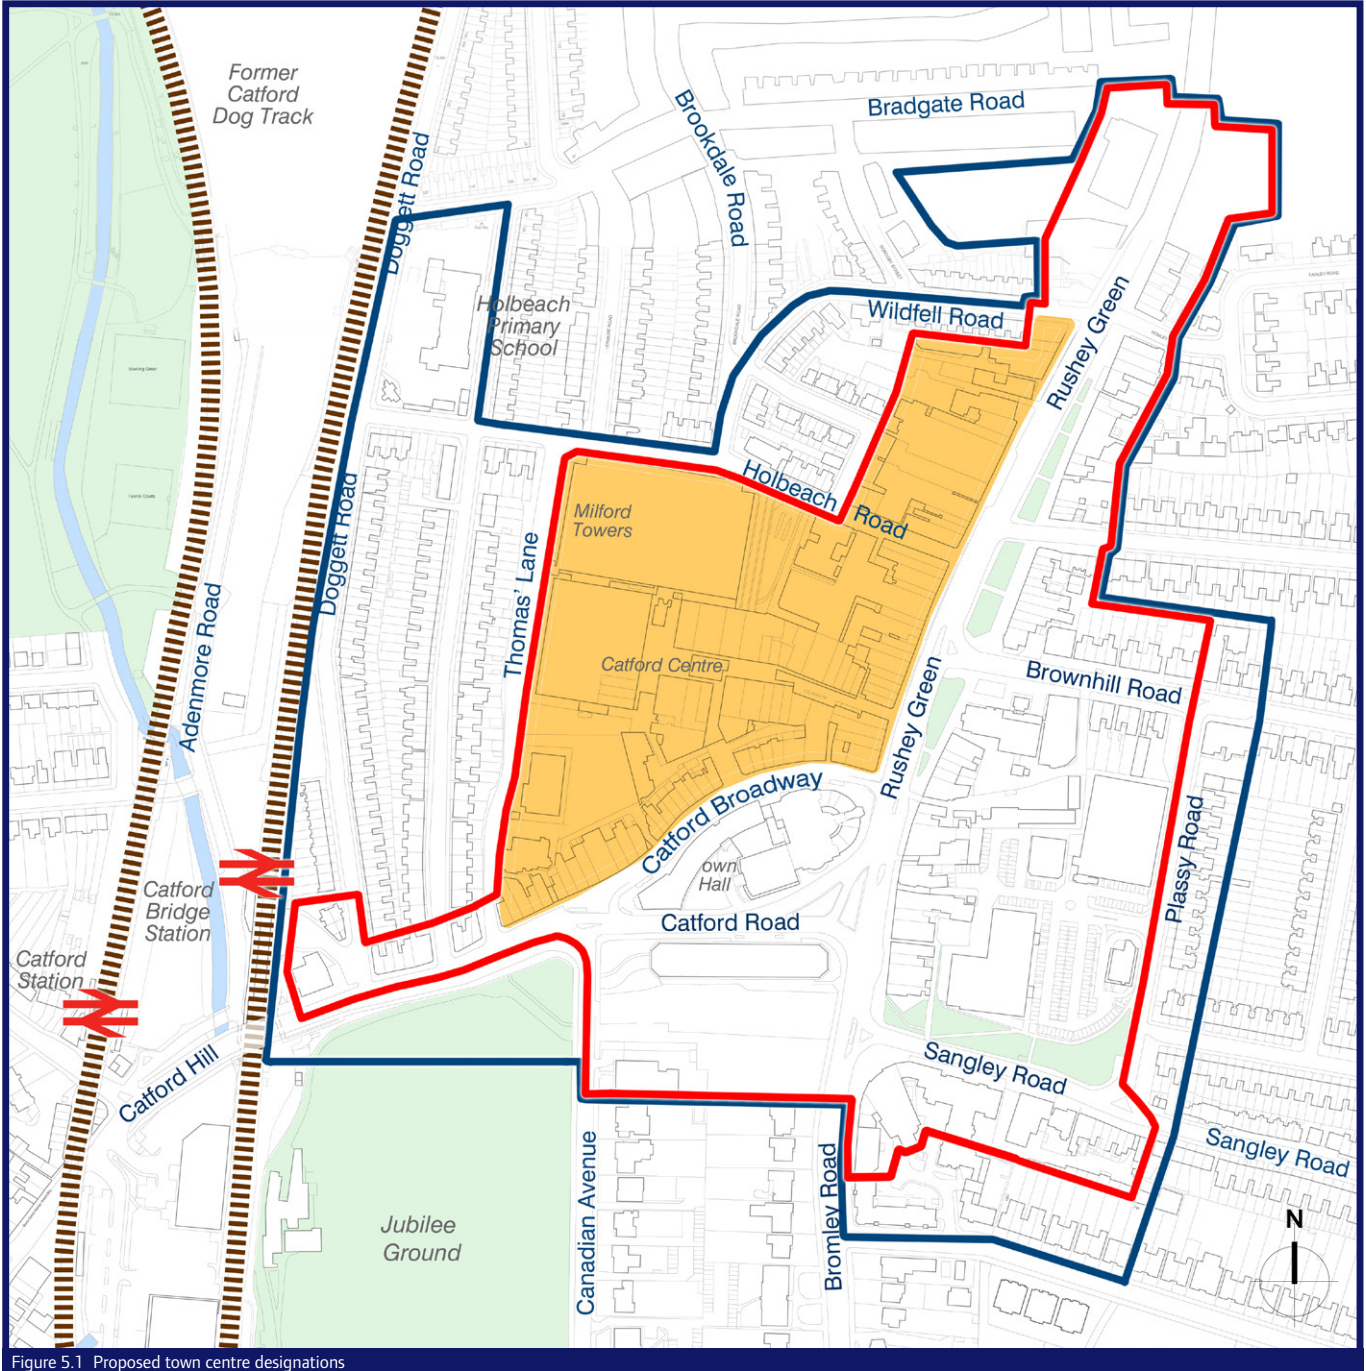 Former
Catford
Dog Track
Doggett Road
Brookdale Road
Bradgate Road
Holbeach
Primary
School
Wildfell Road
Rushey Green
Holbeach
Road
Milford
Towers
Doggett Road
Thomas' Lane
Adenmore Road
Catford Centre
Rushey Green
Brownhill Road
Catford Broadway
own
Hall
Plassy Road
Catford
Bridge
Station
Catford Road
Catford
Station
Catford Hill
Sangley Road
Sangley Road
Canadian Avenue
Bromley Road
Jubilee
Ground
N
Figure 5.1 Proposed town centre designations